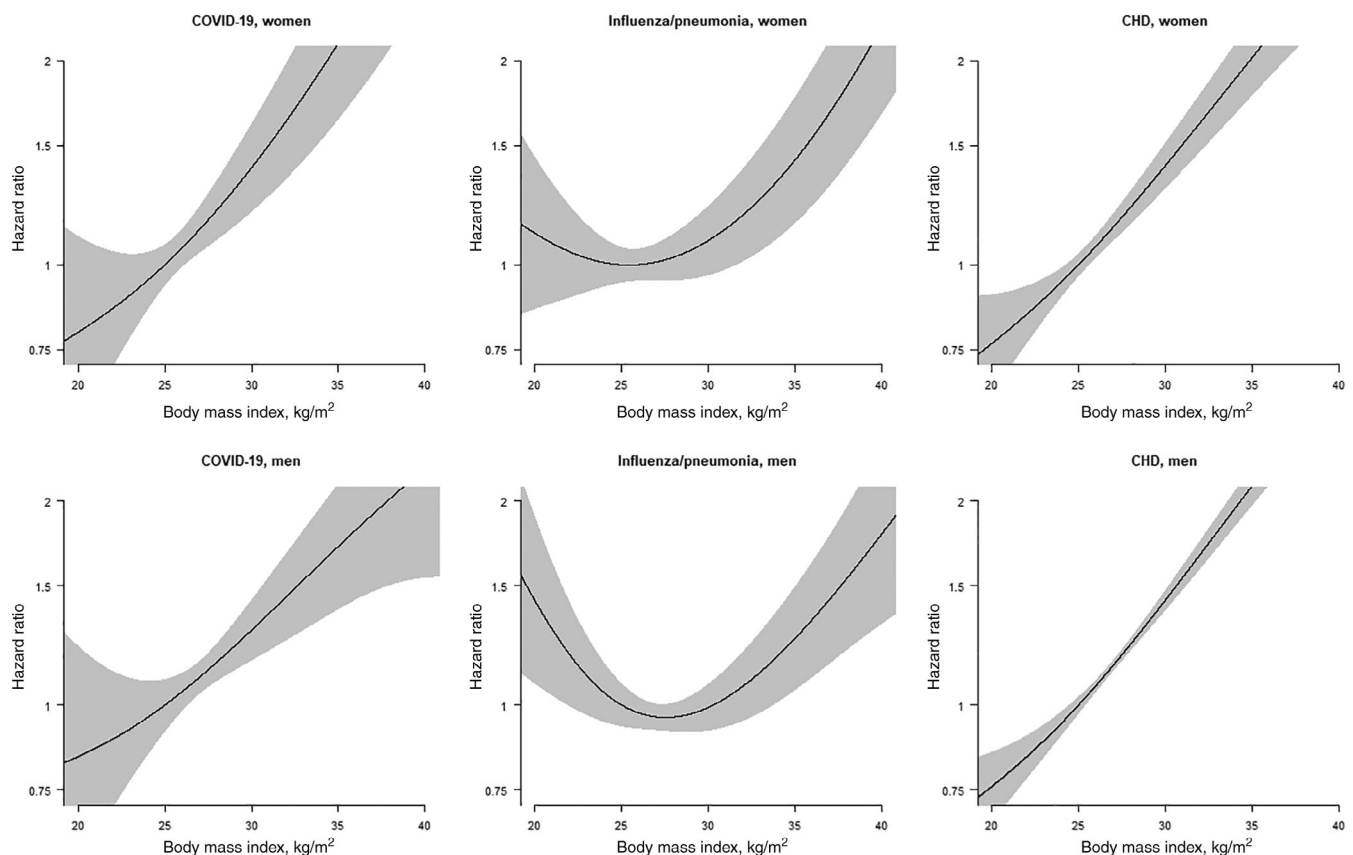 COVID-19, women
Hazard ratio
2
1.5
1
0.75
20 25 30 35 40
Body mass index, kg/m²
Influenza/pneumonia, women
Hazard ratio
2
1.5
1
0.75
20 25 30 35 40
Body mass index, kg/m²
CHD, women
Hazard ratio
2
1.5
1
0.75
20 25 30 35 40
Body mass index, kg/m²
COVID-19, men
Hazard ratio
2
1.5
1
0.75
20 25 30 35 40
Body mass index, kg/m²
Influenza/pneumonia, men
Hazard ratio
2
1.5
1
0.75
20 25 30 35 40
Body mass index, kg/m²
CHD, men
Hazard ratio
2
1.5
1
0.75
20 25 30 35 40
Body mass index, kg/m²